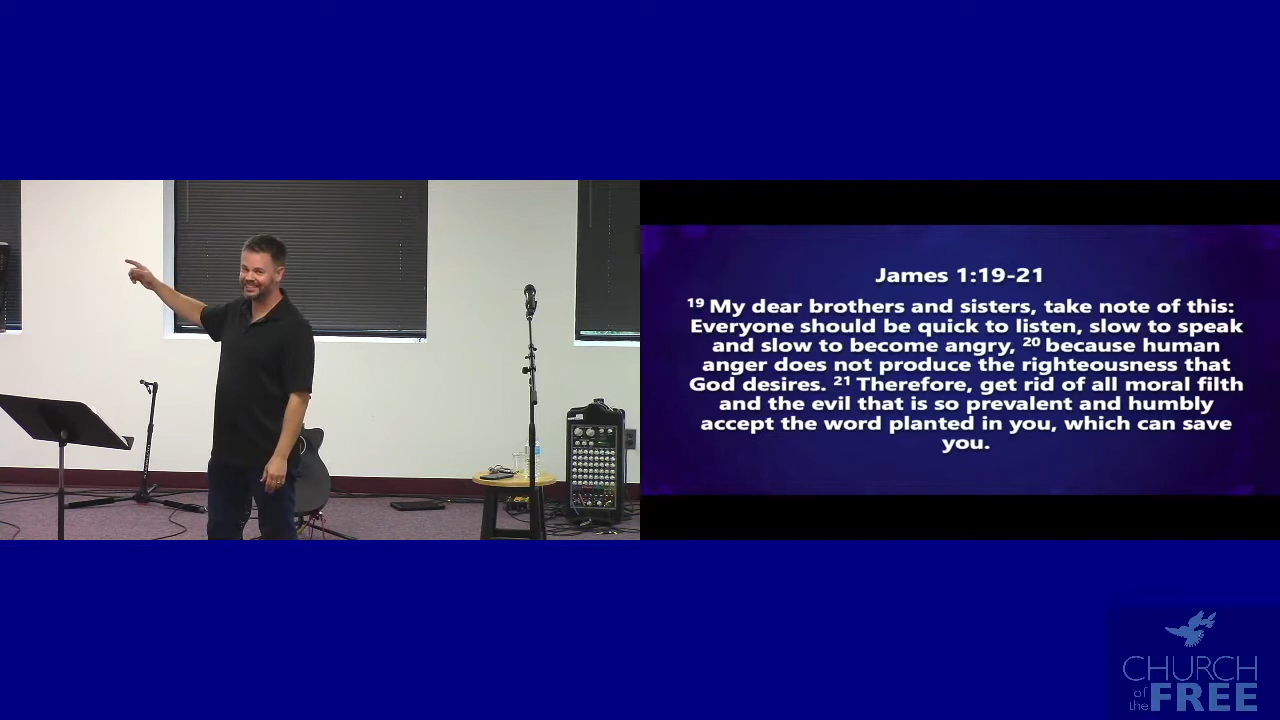 James 1:19-21
19 My dear brothers and sisters, take note of this:
Everyone should be quick to listen, slow to speak
and slow to become angry, 20 because human
anger does not produce the righteousness that
God desires. 21 Therefore, get rid of all moral filth
and the evil that is so prevalent and humbly
accept the word planted in you, which can save
you.
CHURCH
of the FREE